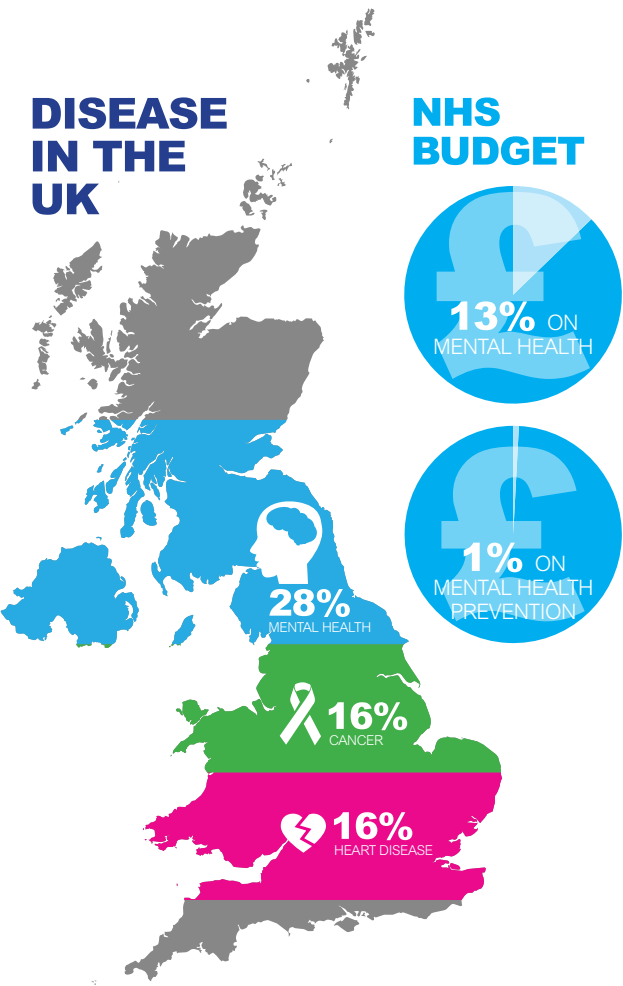 DISEASE
IN THE
UK
NHS
BUDGET
£
13% ON
MENTAL HEALTH
£
1% ON
MENTAL HEALTH
PREVENTION
28%
MENTAL HEALTH
16%
CANCER
16%
HEART DISEASE